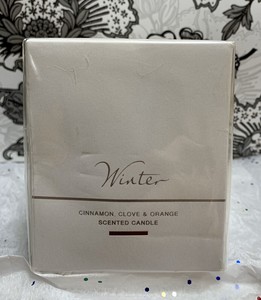 Winter
CINNAMON, CLOVE & ORANGE
SCENTED CANDLE